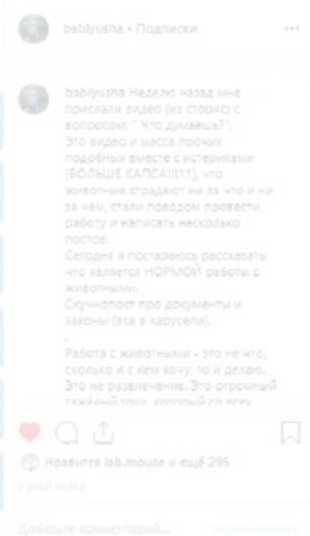 bablyusha • Подписки
bablyusha Неделю назад мне
прислали видео (из сторис) с
вопросом: " Что думаешь?".
Это видео и масса прочих
подобных вместе с истериками
(БОЛЬШЕ КАПСА!!!11), что
животные страдают ни за что и ни
за чем, стали поводом провести
работу и написать несколько
постов.
Сегодня я постараюсь рассказать
что является НОРМОЙ работы с
животными.
Скучнопост про документы и
законы (все в карусели).
.
Работа с животными - это не что,
сколько и с кем хочу, то и делаю.
Это не развлечение. Это огромный
тяжёлый труд, который со всех
Нравится lab.mouse и ещё 295
назад
Добавьте комментарий...